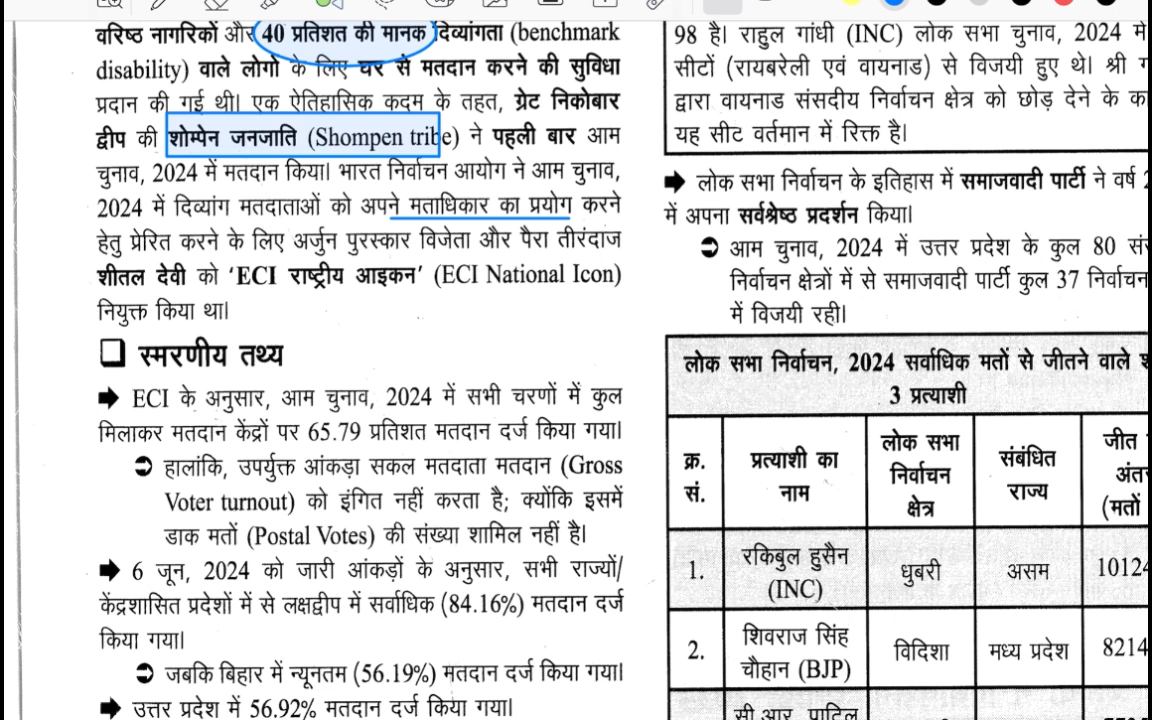 वरिष्ठ नागरिकों और 40 प्रतिशत की मानक दिव्यांगता (benchmark
disability) वाले लोगो के लिए घर से मतदान करने की सुविधा
प्रदान की गई थी। एक ऐतिहासिक कदम के तहत, ग्रेट निकोबार
द्वीप की शोम्पेन जनजाति (Shompen tribe) ने पहली बार आम
चुनाव, 2024 में मतदान किया। भारत निर्वाचन आयोग ने आम चुनाव,
2024 में दिव्यांग मतदाताओं को अपने मताधिकार का प्रयोग करने
हेतु प्रेरित करने के लिए अर्जुन पुरस्कार विजेता और पैरा तीरंदाज
शीतल देवी को ‘ECI राष्ट्रीय आइकन’ (ECI National Icon)
नियुक्त किया था।
❑ स्मरणीय तथ्य
➡ ECI के अनुसार, आम चुनाव, 2024 में सभी चरणों में कुल
मिलाकर मतदान केंद्रों पर 65.79 प्रतिशत मतदान दर्ज किया गया।
➲ हालांकि, उपर्युक्त आंकड़ा सकल मतदाता मतदान (Gross
Voter turnout) को इंगित नहीं करता है; क्योंकि इसमें
डाक मतों (Postal Votes) की संख्या शामिल नहीं है।
➡ 6 जून, 2024 को जारी आंकड़ों के अनुसार, सभी राज्यों/
केंद्रशासित प्रदेशों में से लक्षद्वीप में सर्वाधिक (84.16%) मतदान दर्ज
किया गया।
➲ जबकि बिहार में न्यूनतम (56.19%) मतदान दर्ज किया गया।
➡ उत्तर प्रदेश में 56.92% मतदान दर्ज किया गया।
98 है। राहुल गांधी (INC) लोक सभा चुनाव, 2024 में
सीटों (रायबरेली एवं वायनाड) से विजयी हुए थे। श्री
द्वारा वायनाड संसदीय निर्वाचन क्षेत्र को छोड़ देने के
यह सीट वर्तमान में रिक्त है।
➡ लोक सभा निर्वाचन के इतिहास में समाजवादी पार्टी ने वर्ष
में अपना सर्वश्रेष्ठ प्रदर्शन किया।
➲ आम चुनाव, 2024 में उत्तर प्रदेश के कुल 80
निर्वाचन क्षेत्रों में से समाजवादी पार्टी कुल 37 निर्वाचन
में विजयी रही।
लोक सभा निर्वाचन, 2024 सर्वाधिक मतों से जीतने वाले
3 प्रत्याशी
क्र. सं. प्रत्याशी का नाम लोक सभा निर्वाचन क्षेत्र संबंधित राज्य जीत (मतों
1. रकिबुल हुसैन (INC) धुबरी असम 10124
2. शिवराज सिंह चौहान (BJP) विदिशा मध्य प्रदेश 8214
सी.आर. पाटिल